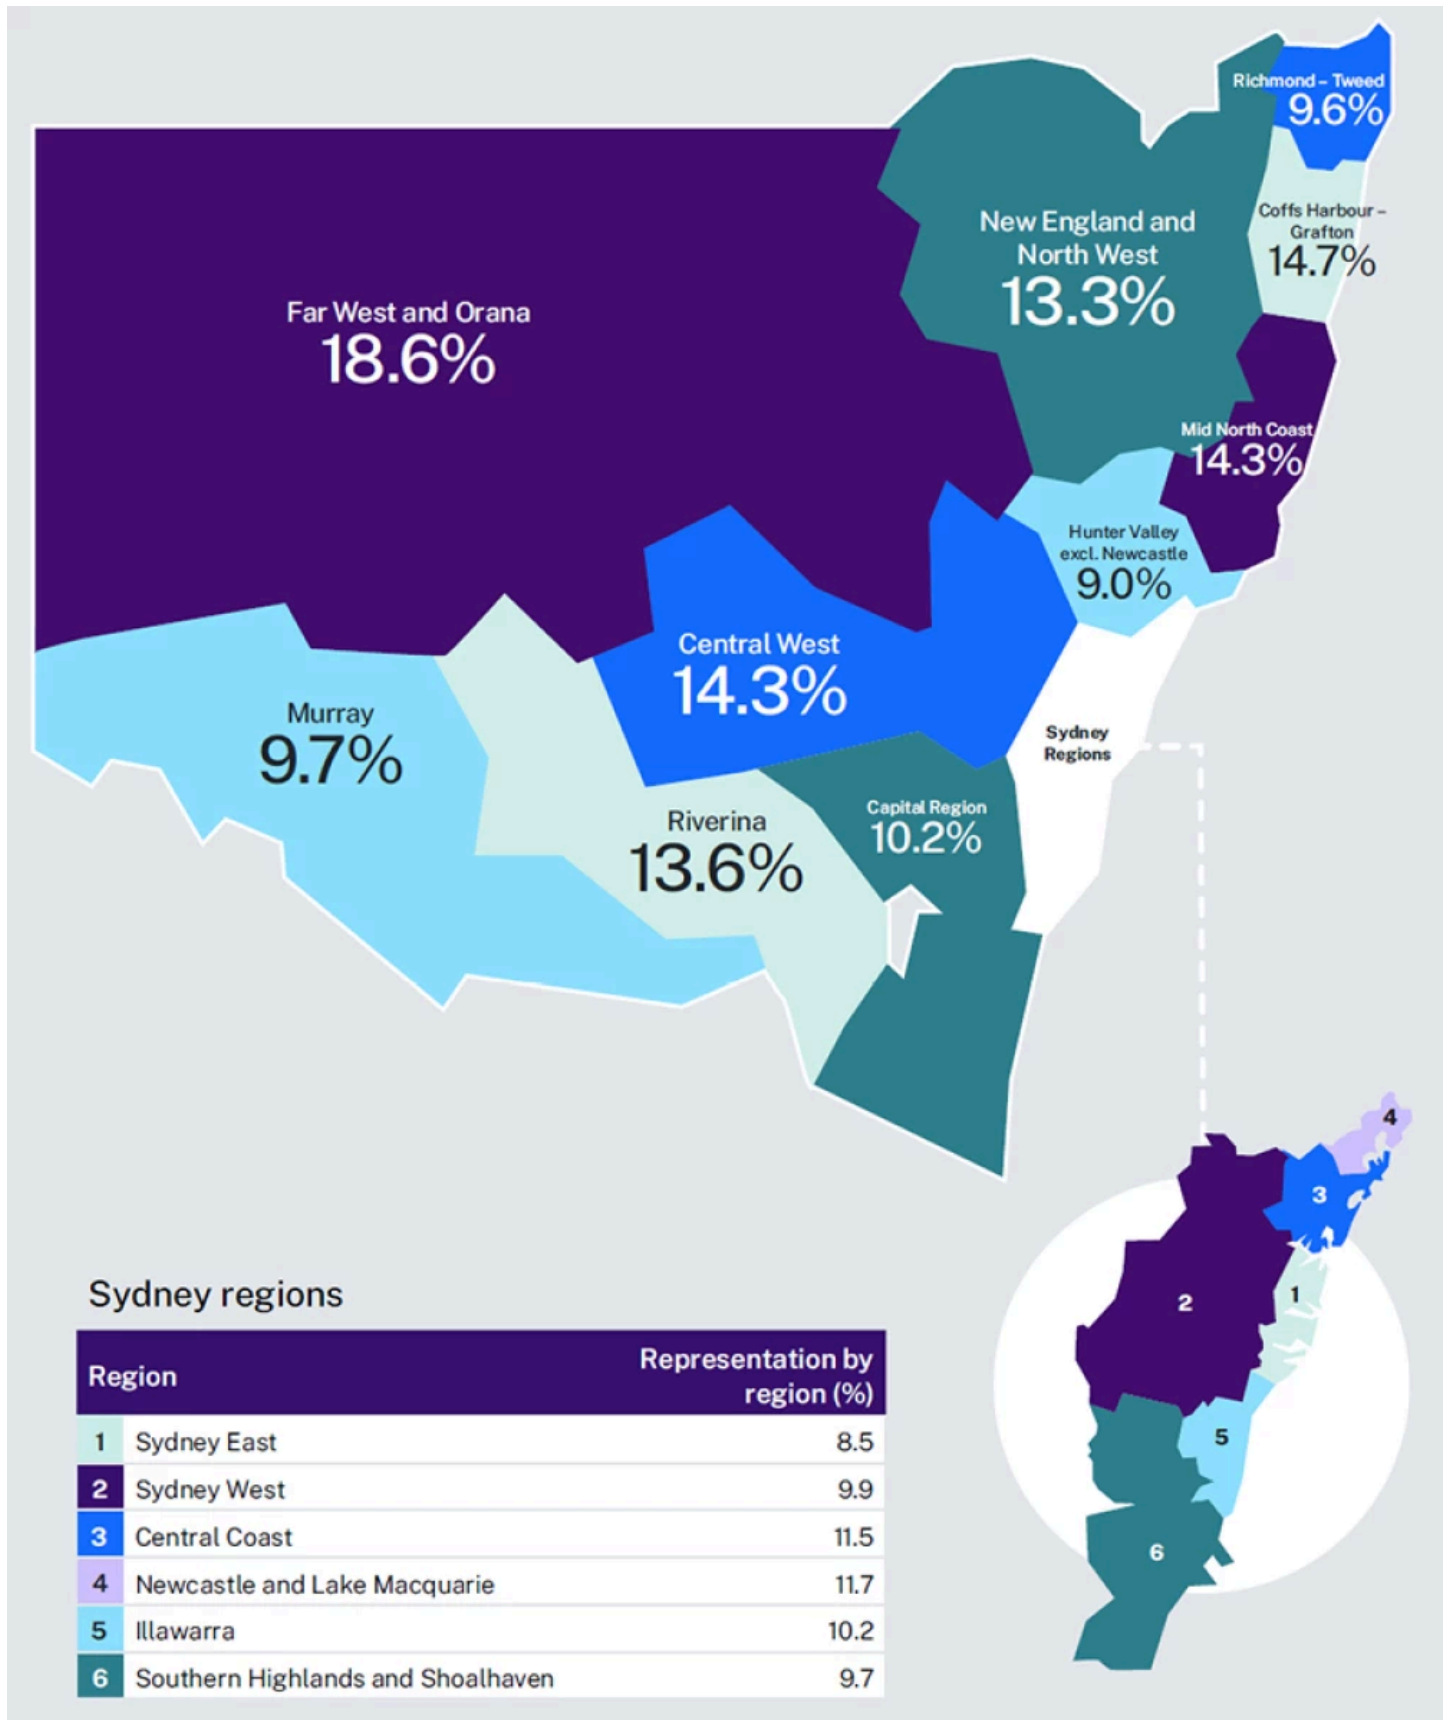 Richmond – Tweed
9.6%
New England and
North West
13.3%
Coffs Harbour –
Grafton
14.7%
Far West and Orana
18.6%
Mid North Coast
14.3%
Hunter Valley
excl. Newcastle
9.0%
Central West
14.3%
Murray
9.7%
Sydney
Regions
Riverina
13.6%
Capital Region
10.2%
4
3
2
1
5
6
Sydney regions
Region Representation by
region (%)
1 Sydney East 8.5
2 Sydney West 9.9
3 Central Coast 11.5
4 Newcastle and Lake Macquarie 11.7
5 Illawarra 10.2
6 Southern Highlands and Shoalhaven 9.7